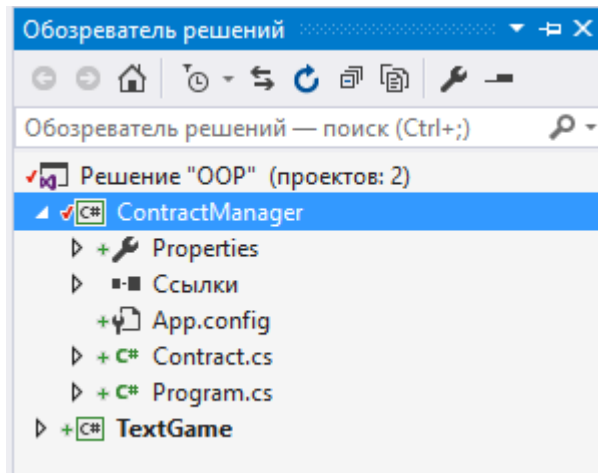 Обозреватель решений
Обозреватель решений — поиск (Ctrl+;)
Решение "OOP" (проектов: 2)
C# ContractManager
Properties
Ссылки
App.config
C# Contract.cs
C# Program.cs
C# TextGame